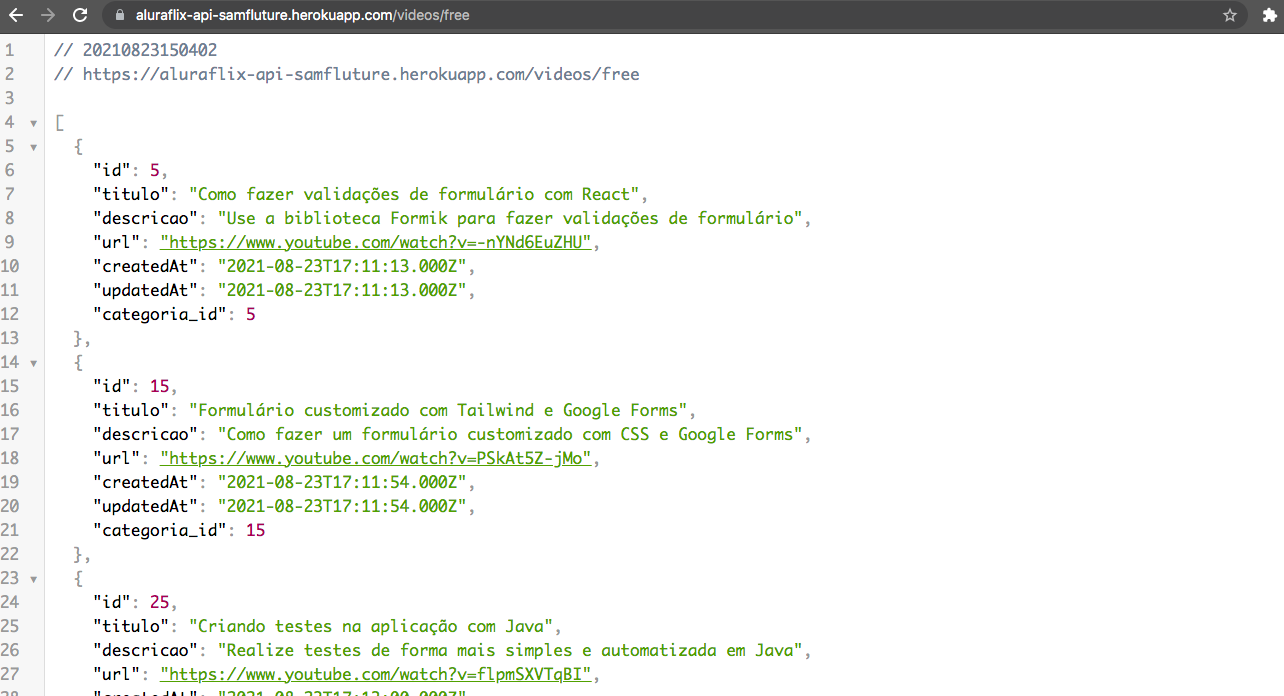 aluraflix-api-samfluture.herokuapp.com/videos/free
1 // 20210823150402
2 // https://aluraflix-api-samfluture.herokuapp.com/videos/free
3
4 [
5 {
6 "id": 5,
7 "titulo": "Como fazer validações de formulário com React",
8 "descricao": "Use a biblioteca Formik para fazer validações de formulário",
9 "url": "https://www.youtube.com/watch?v=-nYNd6EuZHU",
10 "createdAt": "2021-08-23T17:11:13.000Z",
11 "updatedAt": "2021-08-23T17:11:13.000Z",
12 "categoria_id": 5
13 },
14 {
15 "id": 15,
16 "titulo": "Formulário customizado com Tailwind e Google Forms",
17 "descricao": "Como fazer um formulário customizado com CSS e Google Forms",
18 "url": "https://www.youtube.com/watch?v=PSkAt5Z-jMo",
19 "createdAt": "2021-08-23T17:11:54.000Z",
20 "updatedAt": "2021-08-23T17:11:54.000Z",
21 "categoria_id": 15
22 },
23 {
24 "id": 25,
25 "titulo": "Criando testes na aplicação com Java",
26 "descricao": "Realize testes de forma mais simples e automatizada em Java",
27 "url": "https://www.youtube.com/watch?v=flpmSXVTqBI",
28 "createdAt": "2021-08-23T17:12:00.000Z",